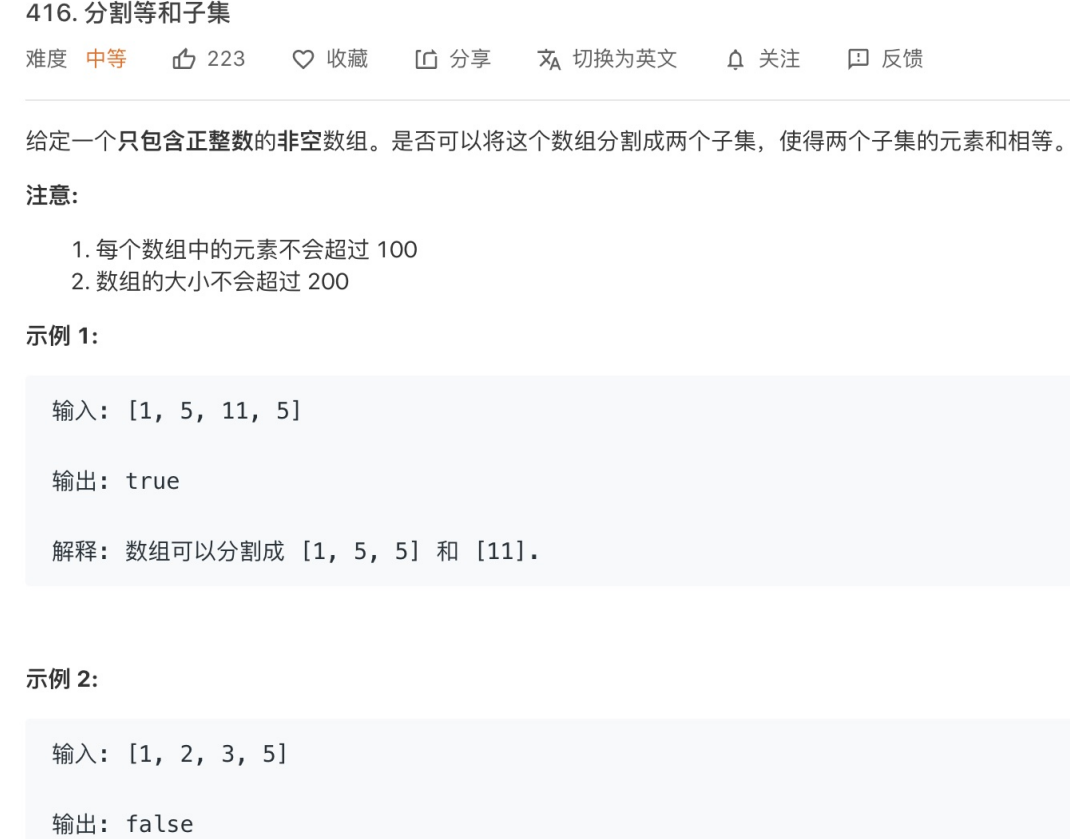 416. 分割等和子集
难度 中等 223 收藏 分享 切换为英文 关注 反馈
给定一个只包含正整数的非空数组。是否可以将这个数组分割成两个子集，使得两个子集的元素和相等。
注意:
1. 每个数组中的元素不会超过 100
2. 数组的大小不会超过 200
示例 1:
输入: [1, 5, 11, 5]
输出: true
解释: 数组可以分割成 [1, 5, 5] 和 [11].
示例 2:
输入: [1, 2, 3, 5]
输出: false